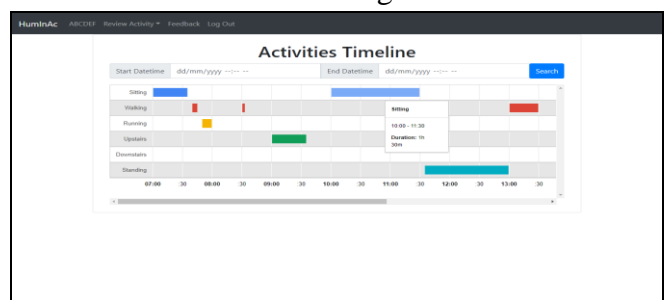 HumInAc ABCDEF Review Activity Feedback Log Out
Activities Timeline
Start Datetime dd/mm/yyyy --:-- -- End Datetime dd/mm/yyyy --:-- -- Search
Sitting
Walking
Running
Upstairs
Downstairs
Standing
Sitting
10:00 - 11:30
Duration: 1h
30m
07:00 :30 08:00 :30 09:00 :30 10:00 :30 11:00 :30 12:00 :30 13:00 :30